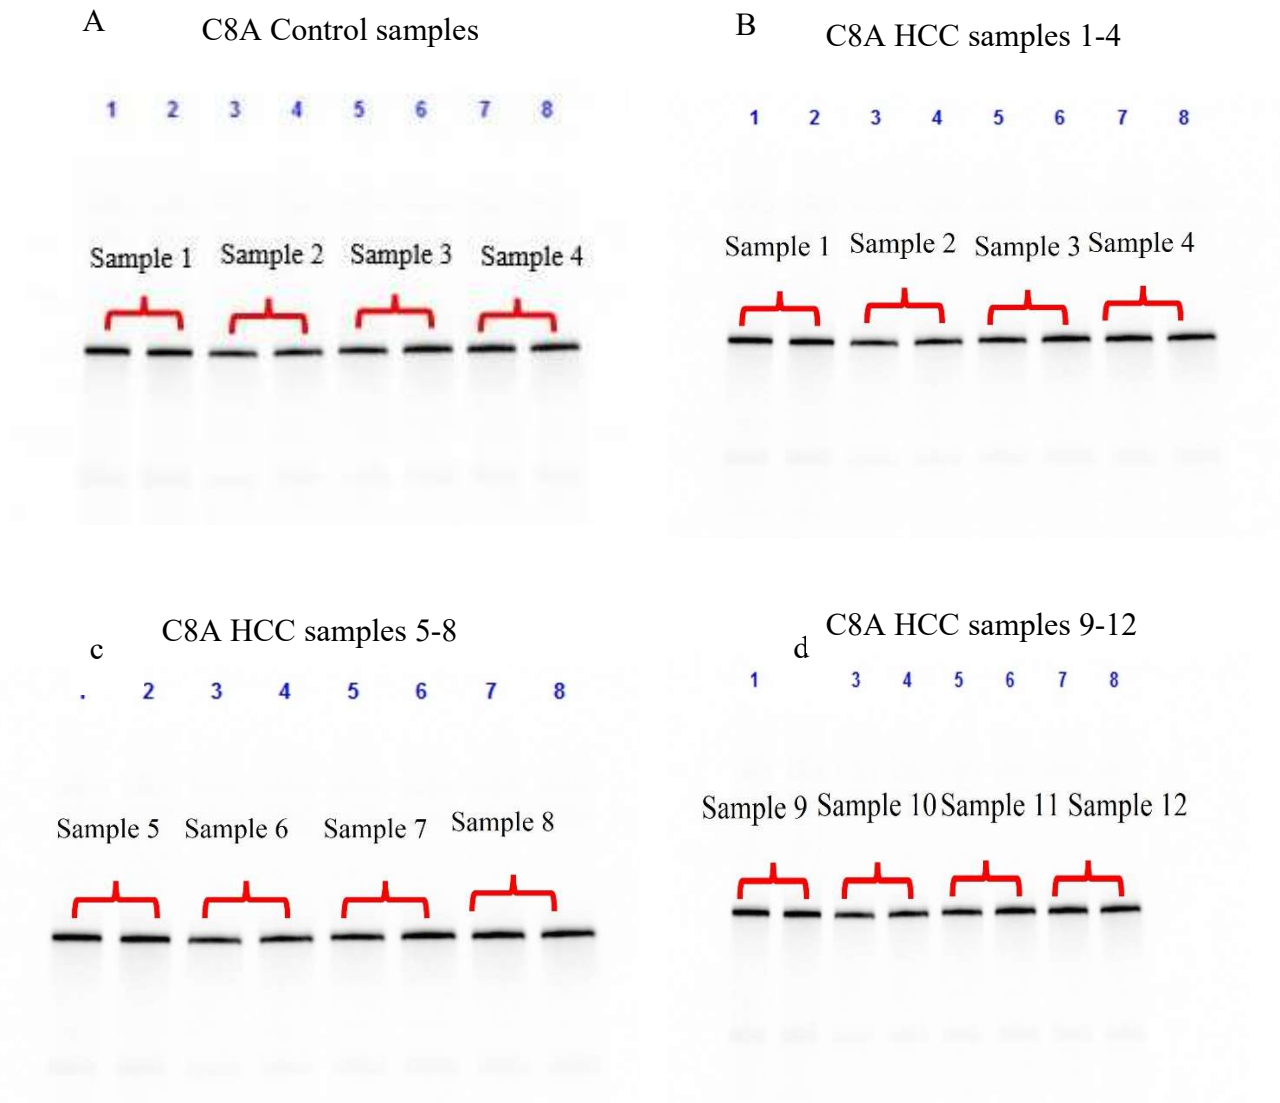 A
C8A Control samples
1 2 3 4 5 6 7 8
Sample 1 Sample 2 Sample 3 Sample 4
B
C8A HCC samples 1-4
1 2 3 4 5 6 7 8
Sample 1 Sample 2 Sample 3 Sample 4
C8A HCC samples 5-8
c
. 2 3 4 5 6 7 8
Sample 5 Sample 6 Sample 7 Sample 8
C8A HCC samples 9-12
d
1 3 4 5 6 7 8
Sample 9 Sample 10 Sample 11 Sample 12